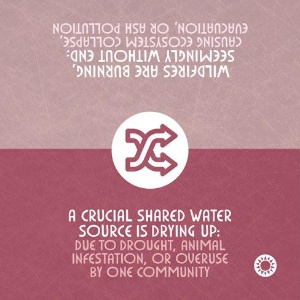 WILDFIRES ARE BURNING,
SEEMINGLY WITHOUT END:
CAUSING ECOSYSTEM COLLAPSE,
EVACUATION, OR ASH POLLUTION
A CRUCIAL SHARED WATER
SOURCE IS DRYING UP:
DUE TO DROUGHT, ANIMAL
INFESTATION, OR OVERUSE
BY ONE COMMUNITY